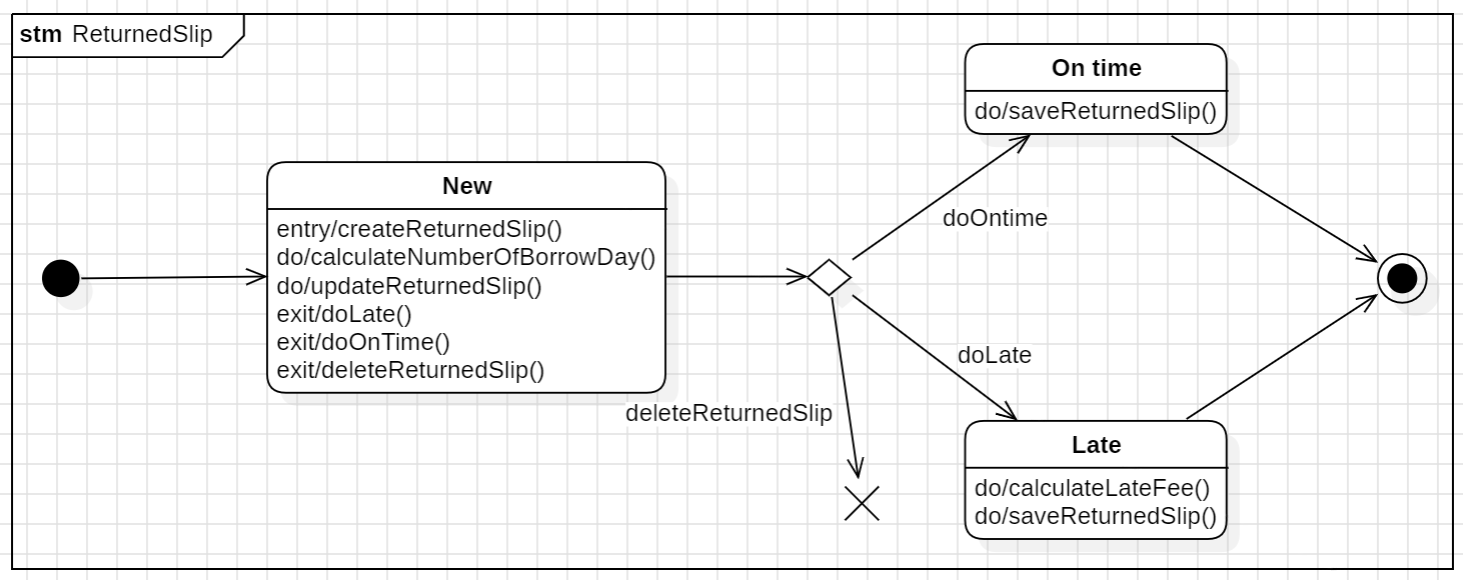 stm ReturnedSlip
On time
do/saveReturnedSlip()
New
entry/createReturnedSlip()
do/calculateNumberOfBorrowDay()
do/updateReturnedSlip()
exit/doLate()
exit/doOnTime()
exit/deleteReturnedSlip()
doOntime
doLate
deleteReturnedSlip
Late
do/calculateLateFee()
do/saveReturnedSlip()